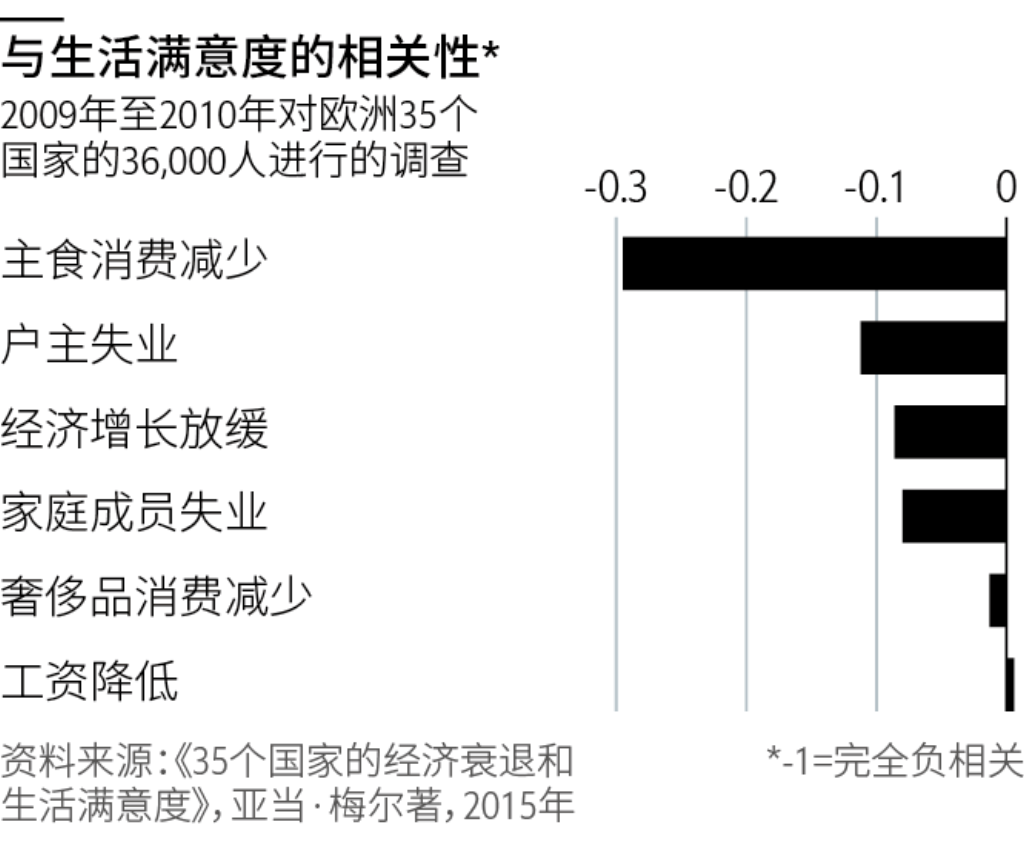 与生活满意度的相关性*
2009年至2010年对欧洲35个
国家的36,000人进行的调查
-0.3 -0.2 -0.1 0
主食消费减少
户主失业
经济增长放缓
家庭成员失业
奢侈品消费减少
工资降低
资料来源：《35个国家的经济衰退和
生活满意度》，亚当·梅尔著，2015年
*-1=完全负相关